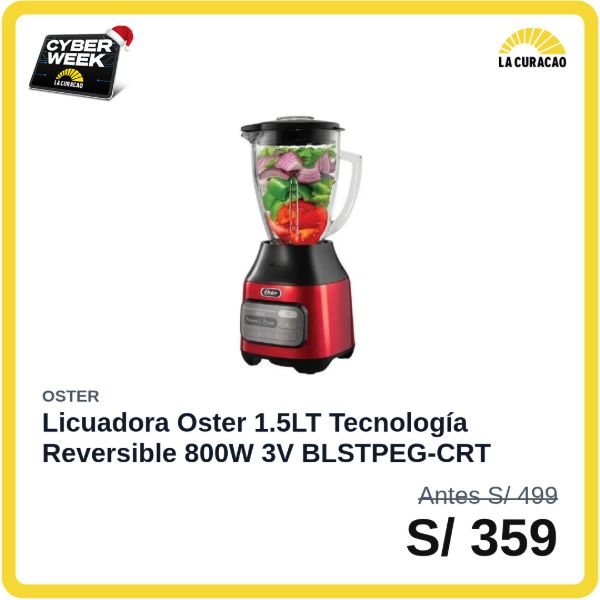 CYBER
WEEK
LA CURACAO
LA CURACAO
Oster
OSTER
Licuadora Oster 1.5LT Tecnología
Reversible 800W 3V BLSTPEG-CRT
Antes S/ 499
S/ 359